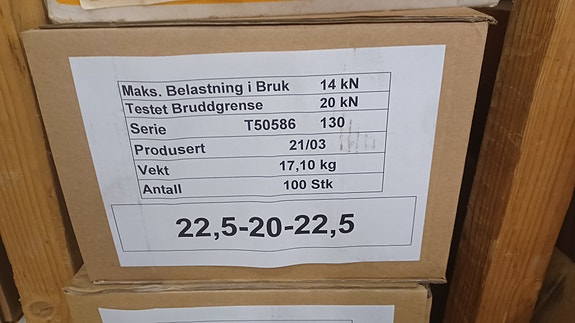 Maks. Belastning i Bruk 14 kN
Testet Bruddgrense 20 kN
Serie T50586 130
Produsert 21/03
Vekt 17,10 kg
Antall 100 Stk
22,5-20-22,5